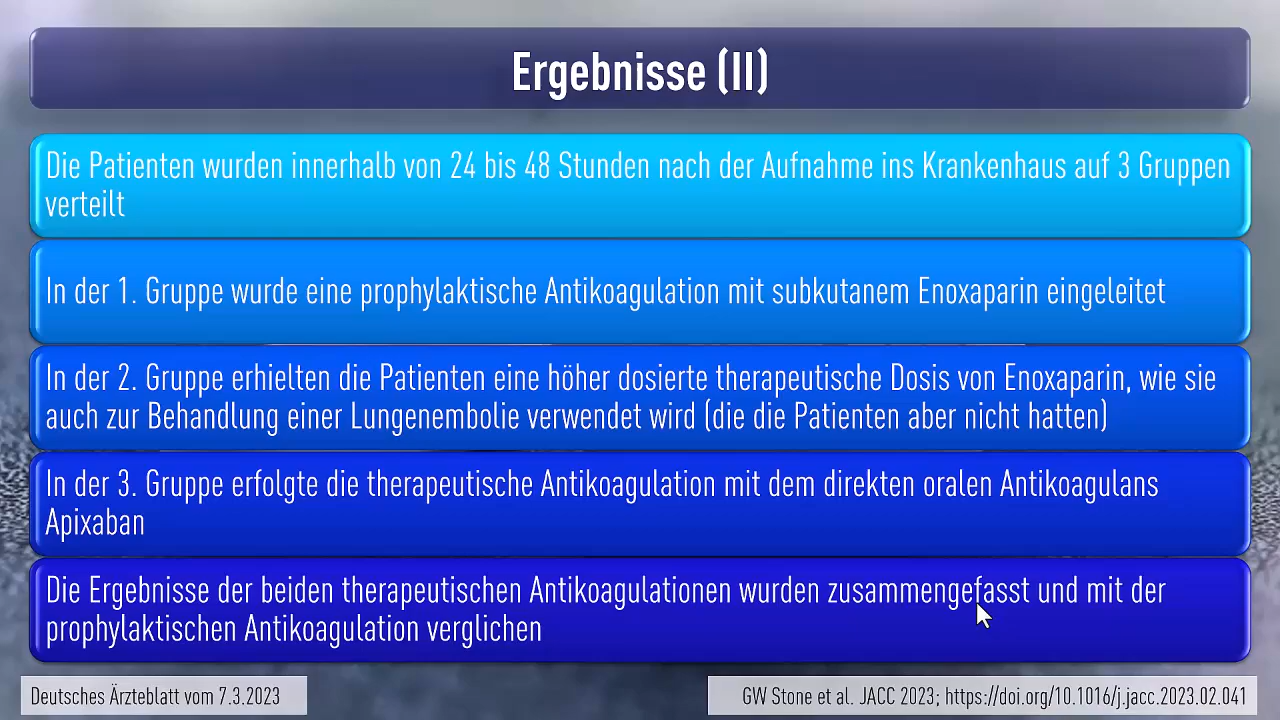 Ergebnisse (II)
Die Patienten wurden innerhalb von 24 bis 48 Stunden nach der Aufnahme ins Krankenhaus auf 3 Gruppen
verteilt
In der 1. Gruppe wurde eine prophylaktische Antikoagulation mit subkutanem Enoxaparin eingeleitet
In der 2. Gruppe erhielten die Patienten eine höher dosierte therapeutische Dosis von Enoxaparin, wie sie
auch zur Behandlung einer Lungenembolie verwendet wird (die die Patienten aber nicht hatten)
In der 3. Gruppe erfolgte die therapeutische Antikoagulation mit dem direkten oralen Antikoagulans
Apixaban
Die Ergebnisse der beiden therapeutischen Antikoagulationen wurden zusammengefasst und mit der
prophylaktischen Antikoagulation verglichen
Deutsches Ärzteblatt vom 7.3.2023
GW Stone et al. JACC 2023; https://doi.org/10.1016/j.jacc.2023.02.041